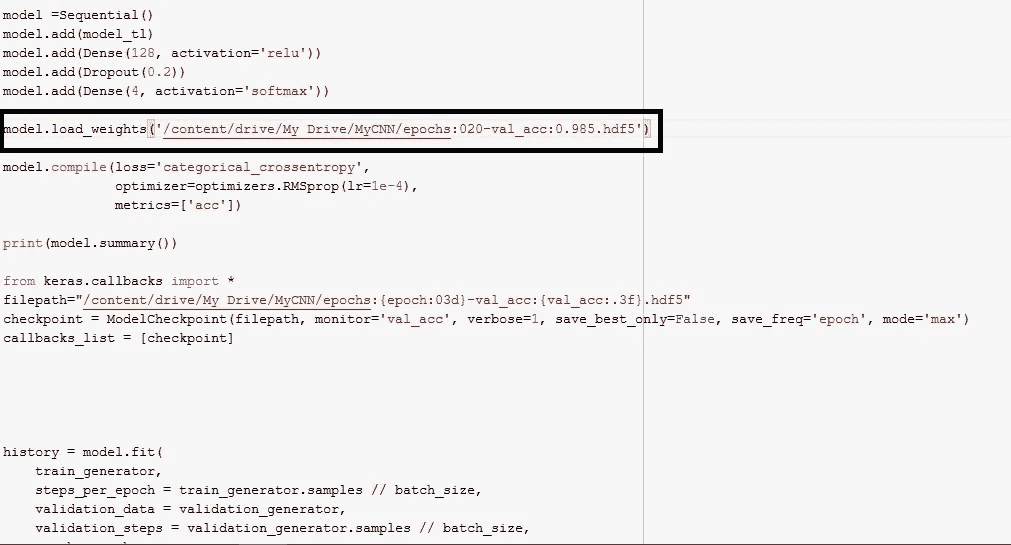 model =Sequential()
model.add(model_tl)
model.add(Dense(128, activation='relu'))
model.add(Dropout(0.2))
model.add(Dense(4, activation='softmax'))
model.load_weights('/content/drive/My Drive/MyCNN/epochs:020-val_acc:0.985.hdf5')
model.compile(loss='categorical_crossentropy',
optimizer=optimizers.RMSprop(lr=1e-4),
metrics=['acc'])
print(model.summary())
from keras.callbacks import *
filepath="/content/drive/My Drive/MyCNN/epochs:{epoch:03d}-val_acc:{val_acc:.3f}.hdf5"
checkpoint = ModelCheckpoint(filepath, monitor='val_acc', verbose=1, save_best_only=False, save_freq='epoch', mode='max')
callbacks_list = [checkpoint]
history = model.fit(
train_generator,
steps_per_epoch = train_generator.samples // batch_size,
validation_data = validation_generator,
validation_steps = validation_generator.samples // batch_size,